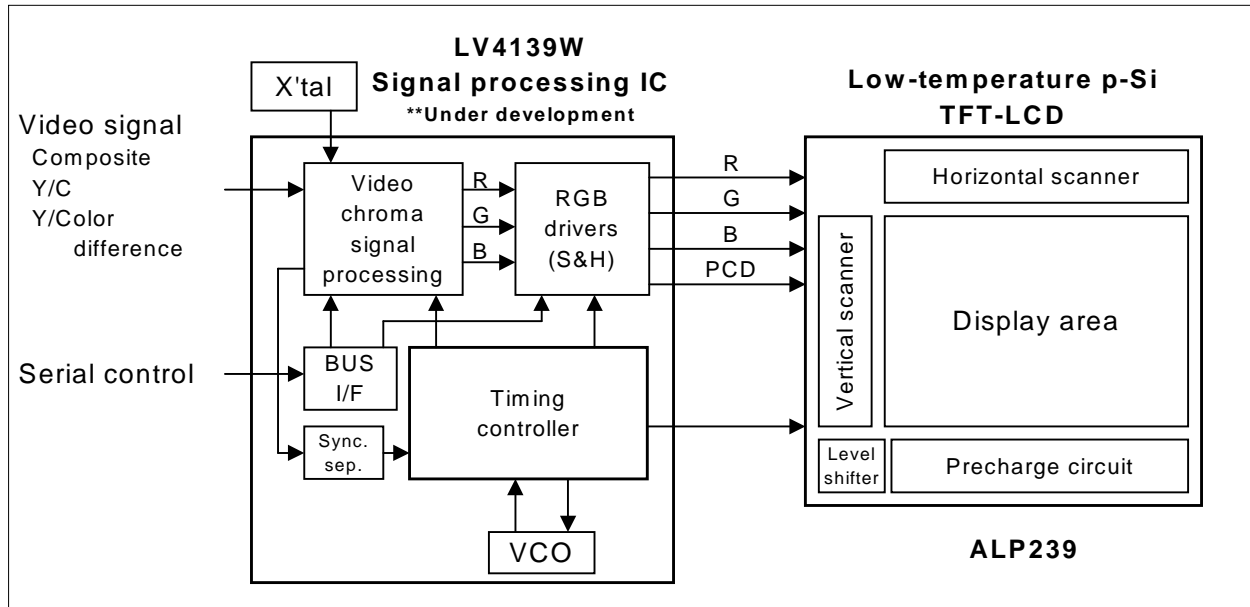 LV4139W
Signal processing IC
**Under development
X'tal
Low-temperature p-Si
TFT-LCD
Video signal
Composite
Y/C
Y/Color
difference
Video
chroma
signal
processing
R
G
B
RGB
drivers
(S&H)
R
G
B
PCD
Horizontal scanner
Vertical scanner
Display area
Serial control
BUS
I/F
Timing
controller
Sync.
sep.
Level
shifter
Precharge circuit
VCO
ALP239